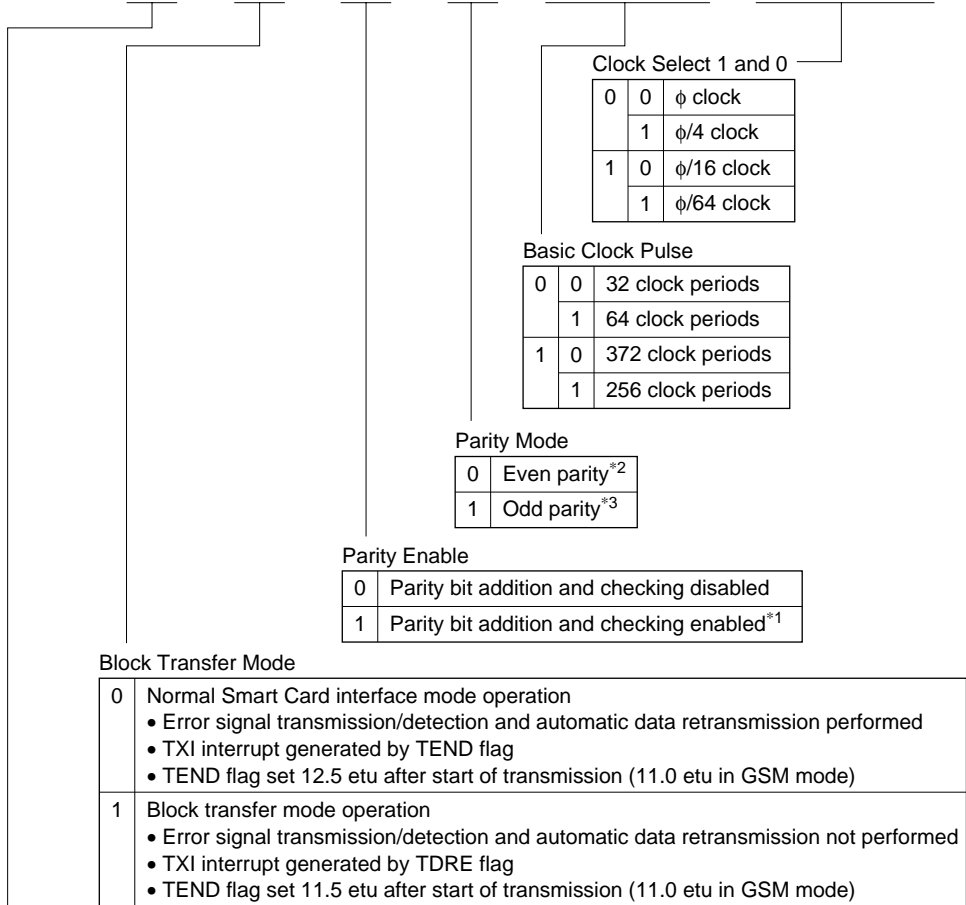 Clock Select 1 and 0
0 0 ϕ clock
1 ϕ/4 clock
1 0 ϕ/16 clock
1 ϕ/64 clock
Basic Clock Pulse
0 0 32 clock periods
1 64 clock periods
1 0 372 clock periods
1 256 clock periods
Parity Mode
0 Even parity*2
1 Odd parity*3
Parity Enable
0 Parity bit addition and checking disabled
1 Parity bit addition and checking enabled*1
Block Transfer Mode
0 Normal Smart Card interface mode operation
• Error signal transmission/detection and automatic data retransmission performed
• TXI interrupt generated by TEND flag
• TEND flag set 12.5 etu after start of transmission (11.0 etu in GSM mode)
1 Block transfer mode operation
• Error signal transmission/detection and automatic data retransmission not performed
• TXI interrupt generated by TDRE flag
• TEND flag set 11.5 etu after start of transmission (11.0 etu in GSM mode)